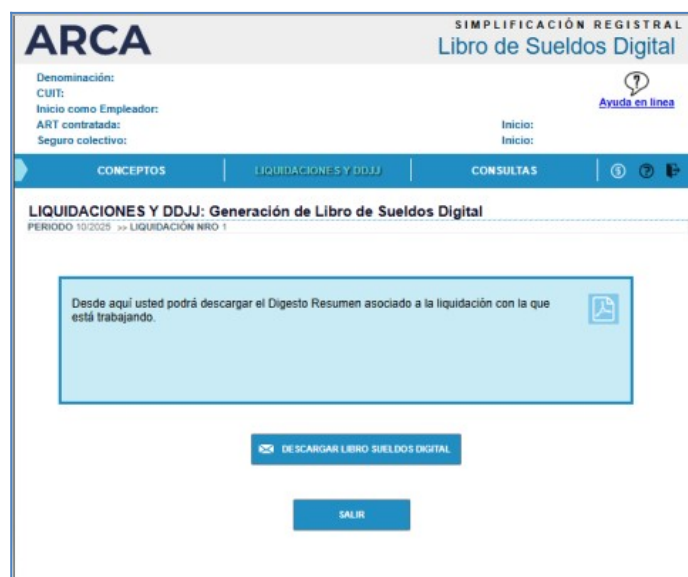 ARCA
SIMPLIFICACIÓN REGISTRAL
Libro de Sueldos Digital
Denominación:
CUIT:
Inicio como Empleador:
ART contratada:
Seguro colectivo:
Inicio:
Inicio:
Ayuda en linea
CONCEPTOS LIQUIDACIONES Y DDJJ CONSULTAS
LIQUIDACIONES Y DDJJ: Generación de Libro de Sueldos Digital
PERIODO 10/2025 >> LIQUIDACIÓN NRO 1
Desde aquí usted podrá descargar el Digesto Resumen asociado a la liquidación con la que
está trabajando.
DESCARGAR LIBRO SUELDOS DIGITAL
SALIR